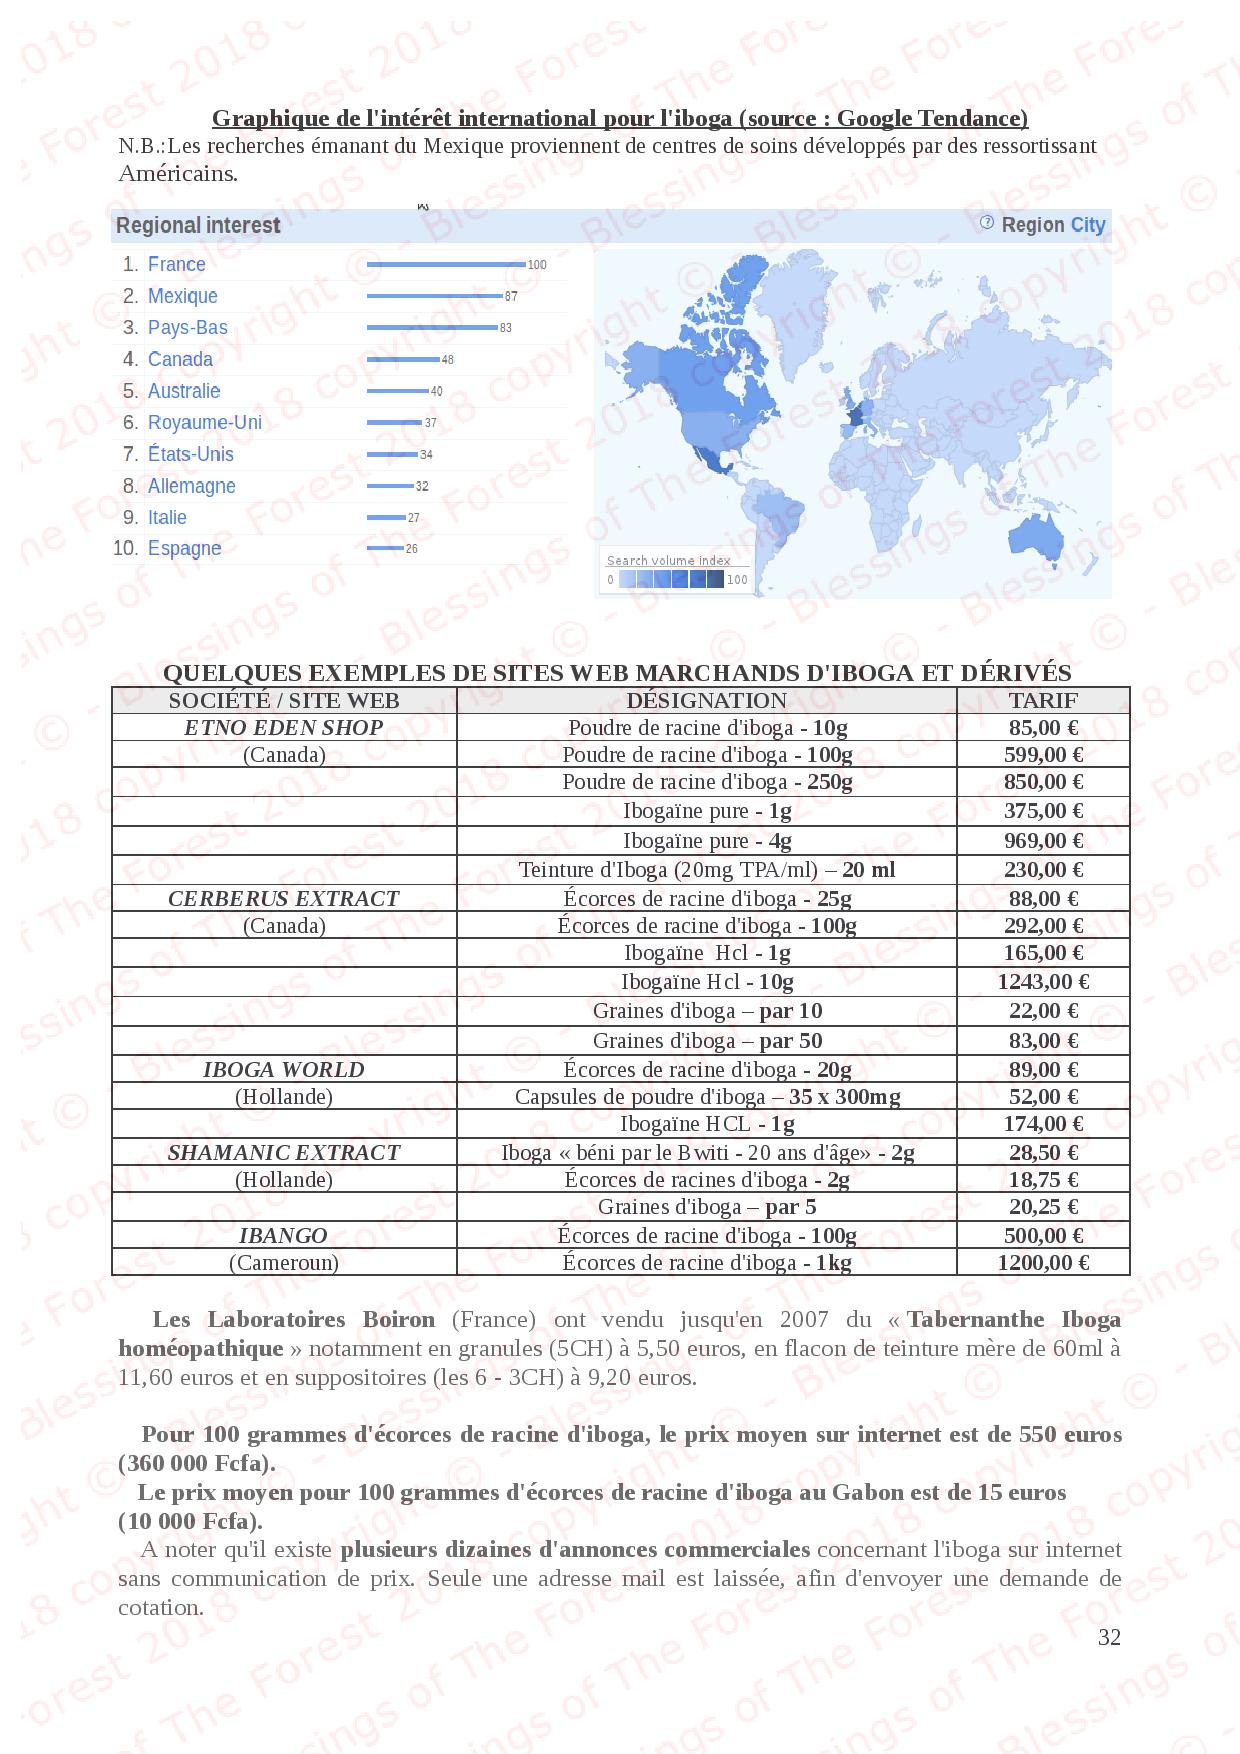 Graphique de l'intérêt international pour l'iboga (source : Google Tendance)
N.B.:Les recherches émanant du Mexique proviennent de centres de soins développés par des ressortissant
Américains.
Regional interest
? Region City
1. France 100
2. Mexique 87
3. Pays-Bas 83
4. Canada 48
5. Australie 40
6. Royaume-Uni 37
7. États-Unis 34
8. Allemagne 32
9. Italie 27
10. Espagne 26
Search volume index
0 100
QUELQUES EXEMPLES DE SITES WEB MARCHANDS D'IBOGA ET DÉRIVÉS
SOCIÉTÉ / SITE WEB DÉSIGNATION TARIF
ETNO EDEN SHOP Poudre de racine d'iboga - 10g 85,00 €
(Canada) Poudre de racine d'iboga - 100g 599,00 €
Poudre de racine d'iboga - 250g 850,00 €
Ibogaïne pure - 1g 375,00 €
Ibogaïne pure - 4g 969,00 €
Teinture d'Iboga (20mg TPA/ml) – 20 ml 230,00 €
CERBERUS EXTRACT Écorces de racine d'iboga - 25g 88,00 €
(Canada) Écorces de racine d'iboga - 100g 292,00 €
Ibogaïne Hcl - 1g 165,00 €
Ibogaïne Hcl - 10g 1243,00 €
Graines d'iboga – par 10 22,00 €
Graines d'iboga – par 50 83,00 €
IBOGA WORLD Écorces de racine d'iboga - 20g 89,00 €
(Hollande) Capsules de poudre d'iboga – 35 x 300mg 52,00 €
Ibogaïne HCL - 1g 174,00 €
SHAMANIC EXTRACT Iboga « béni par le Bwiti - 20 ans d'âge» - 2g 28,50 €
(Hollande) Écorces de racines d'iboga - 2g 18,75 €
Graines d'iboga – par 5 20,25 €
IBANGO Écorces de racine d'iboga - 100g 500,00 €
(Cameroun) Écorces de racine d'iboga - 1kg 1200,00 €
Les Laboratoires Boiron (France) ont vendu jusqu'en 2007 du « Tabernanthe Iboga
homéopathique » notamment en granules (5CH) à 5,50 euros, en flacon de teinture mère de 60ml à
11,60 euros et en suppositoires (les 6 - 3CH) à 9,20 euros.
Pour 100 grammes d'écorces de racine d'iboga, le prix moyen sur internet est de 550 euros
(360 000 Fcfa).
Le prix moyen pour 100 grammes d'écorces de racine d'iboga au Gabon est de 15 euros
(10 000 Fcfa).
A noter qu'il existe plusieurs dizaines d'annonces commerciales concernant l'iboga sur internet
sans communication de prix. Seule une adresse mail est laissée, afin d'envoyer une demande de
cotation.
32
Blessings of The Forest 2018 copyright © -